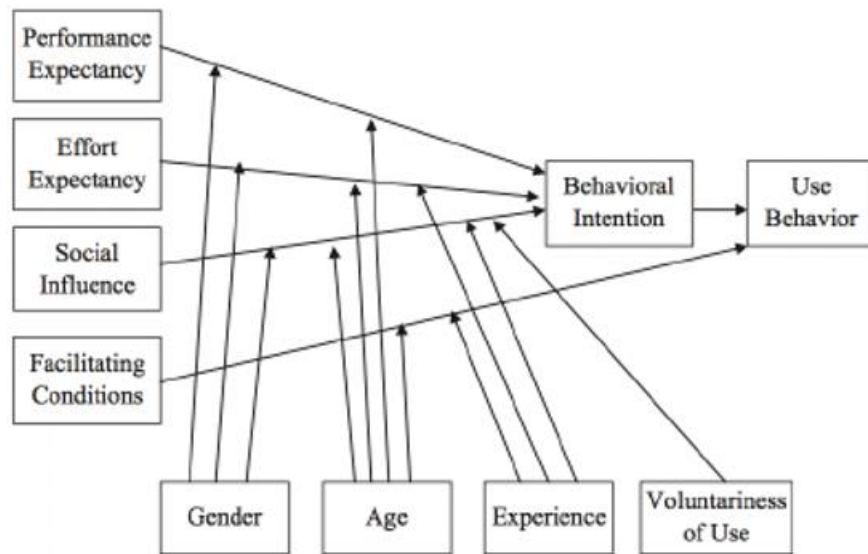 Performance
Expectancy
Effort
Expectancy
Social
Influence
Facilitating
Conditions
Behavioral
Intention
Use
Behavior
Gender
Age
Experience
Voluntariness
of Use